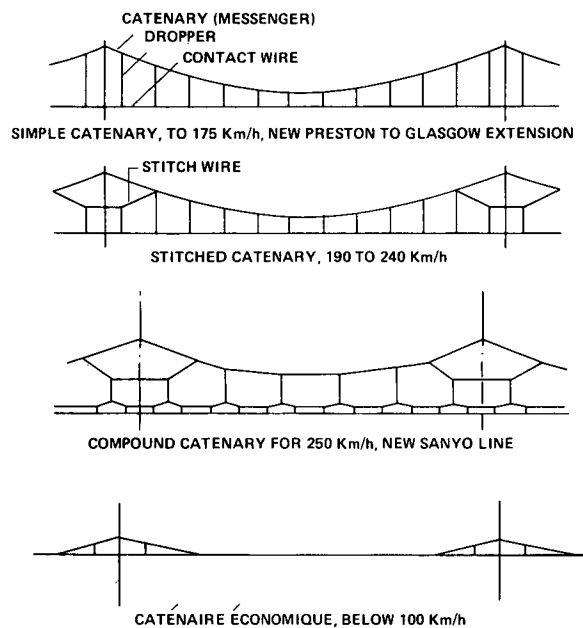 CATENARY (MESSENGER)
DROPPER
CONTACT WIRE
SIMPLE CATENARY, TO 175 Km/h, NEW PRESTON TO GLASGOW EXTENSION
STITCH WIRE
STITCHED CATENARY, 190 TO 240 Km/h
COMPOUND CATENARY FOR 250 Km/h, NEW SANYO LINE
CATÉNAIRE ÉCONOMIQUE, BELOW 100 Km/h